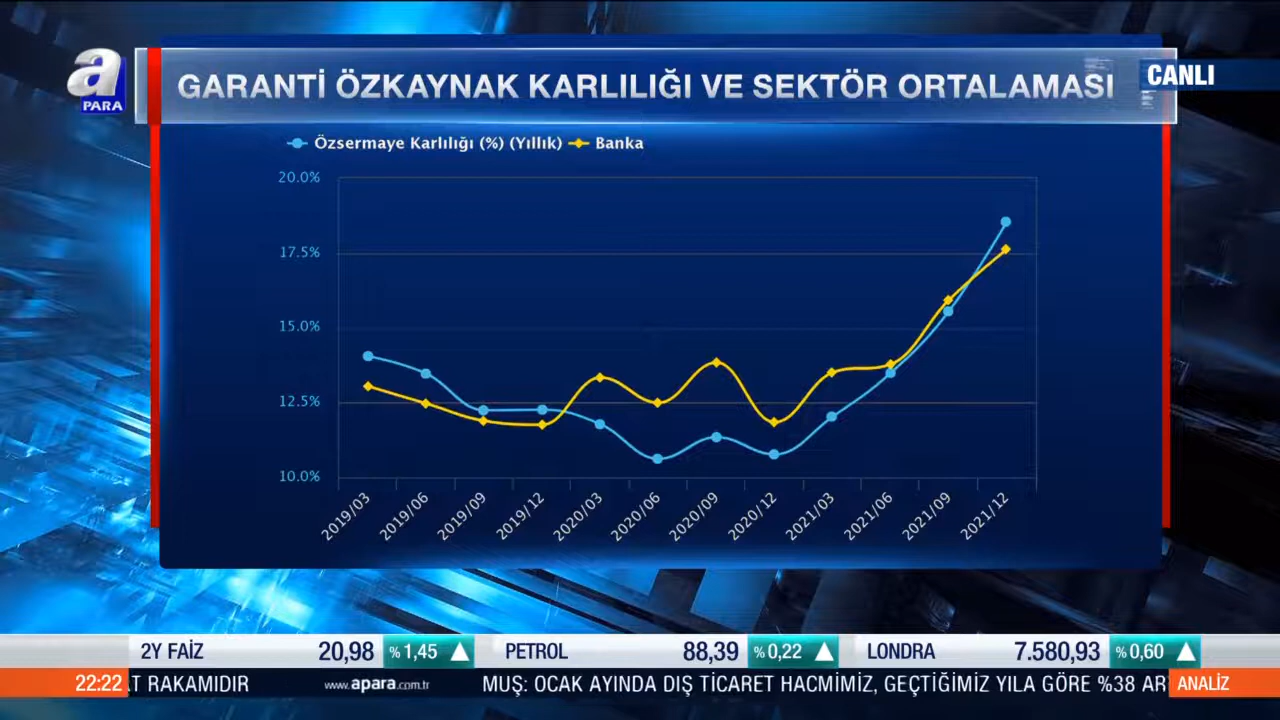 a
PARA
GARANTİ ÖZKAYNAK KARLILIĞI VE SEKTÖR ORTALAMASI
CANLI
Özsermaye Karlılığı (%) (Yıllık) Banka
20.0%
17.5%
15.0%
12.5%
10.0%
2019/03 2019/06 2019/09 2019/12 2020/03 2020/06 2020/09 2020/12 2021/03 2021/06 2021/09 2021/12
2Y FAİZ 20,98 %1,45 PETROL 88,39 %0,22 LONDRA 7.580,93 %0,60
22:22 T RAKAMIDIR www.apara.com.tr MUŞ: OCAK AYINDA DIŞ TİCARET HACMİMİZ, GEÇTİĞİMİZ YILA GÖRE %38 AR ANALİZ